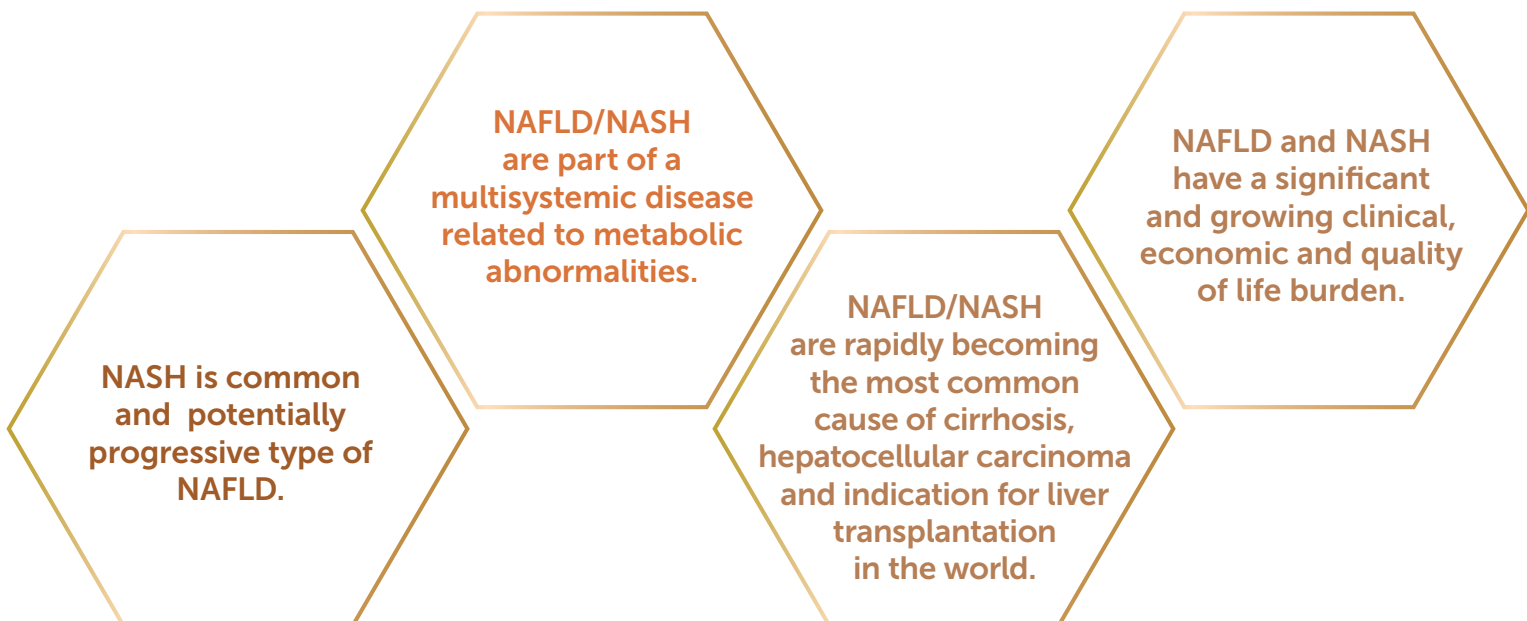 NASH is common
and potentially
progressive type of
NAFLD.
NAFLD/NASH
are part of a
multisystemic disease
related to metabolic
abnormalities.
NAFLD/NASH
are rapidly becoming
the most common
cause of cirrhosis,
hepatocellular carcinoma
and indication for liver
transplantation
in the world.
NAFLD and NASH
have a significant
and growing clinical,
economic and quality
of life burden.